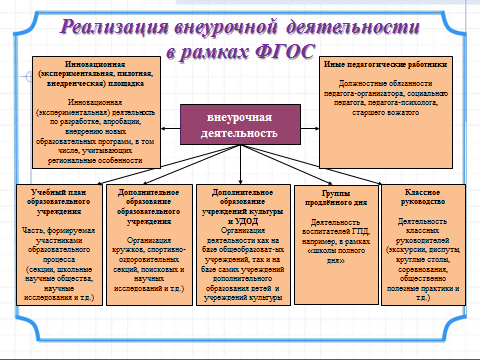 Реализация внеурочной деятельности
в рамках ФГОС
Инновационная
(экспериментальная, пилотная,
внедренческая) площадка
Инновационная
(экспериментальная) деятельность
по разработке, апробации,
внедрению новых
образовательных программ, в том
числе, учитывающих
региональные особенности
Иные педагогические работники
Должностные обязанности
педагога-организатора, социального
педагога, педагога-психолога,
старшего вожатого
внеурочная
деятельность
Учебный план
образовательного
учреждения
Часть, формируемая
участниками
образовательного
процесса
(секции, школьные
научные общества,
научные
исследования и т.д.)
Дополнительное
образование
образовательного
учреждения
Организация
кружков, спортивно-
оздоровительных
секций, поисковых и
научных
исследований и т.д.)
Дополнительное
образование
учреждений культуры
и УДОД
Организация
деятельности как на
базе общеобразоват-ых
учреждений, так и на
базе самих учреждений
дополнительного
образования детей и
учреждений культуры
Группы
продлённого дня
Деятельность
воспитателей ГПД,
например, в рамках
«школы полного
дня»
Классное
руководство
Деятельность
классных
руководителей
(экскурсии, диспуты,
круглые столы,
соревнования,
общественно
полезные практики и
т.д.)